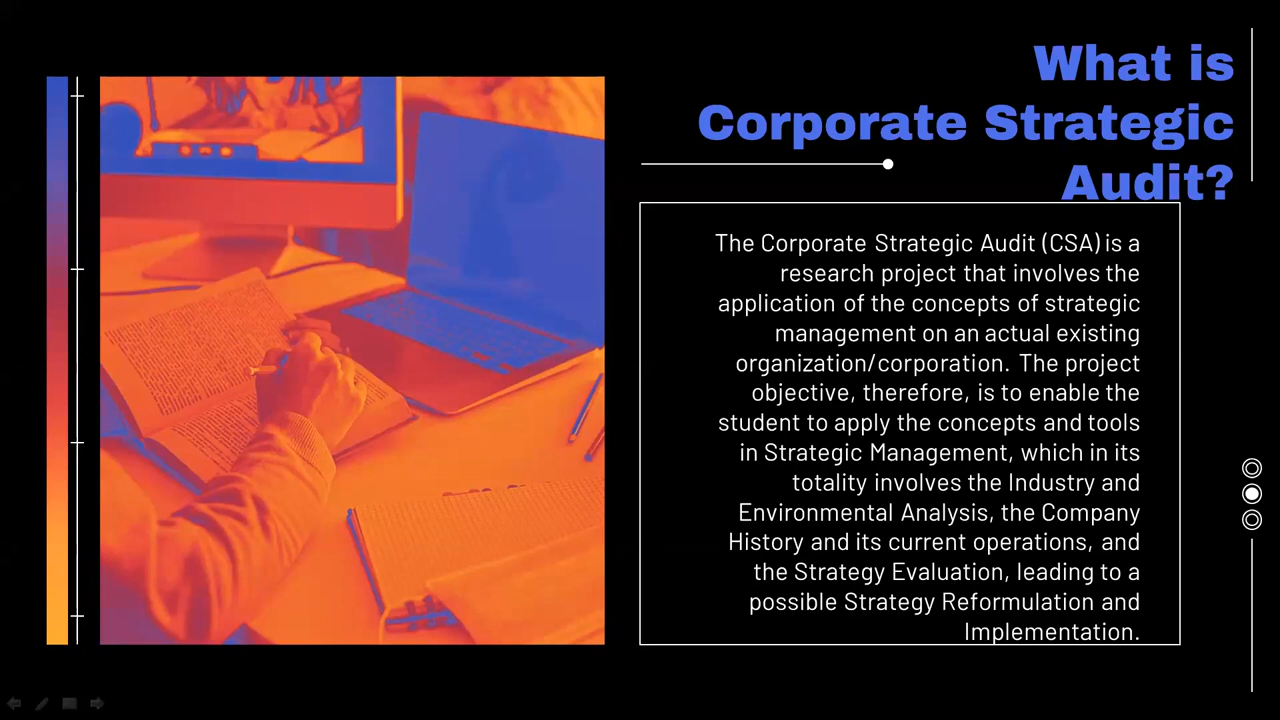 What is
Corporate Strategic
Audit?
The Corporate Strategic Audit (CSA) is a
research project that involves the
application of the concepts of strategic
management on an actual existing
organization/corporation. The project
objective, therefore, is to enable the
student to apply the concepts and tools
in Strategic Management, which in its
totality involves the Industry and
Environmental Analysis, the Company
History and its current operations, and
the Strategy Evaluation, leading to a
possible Strategy Reformulation and
Implementation.